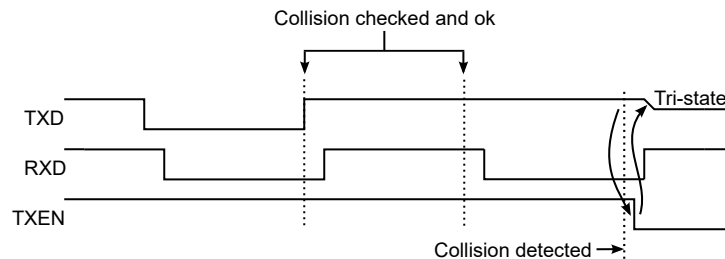 Collision checked and ok
Tri-state
TXD
RXD
TXEN
Collision detected